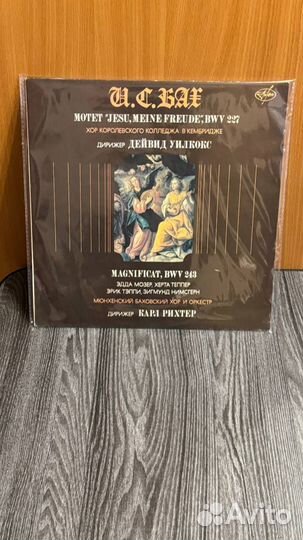 И.С.БАХ
МОТЕТ "JESU, MEINE FREUDE", BWV 227
ХОР КОРОЛЕВСКОГО КОЛЛЕДЖА В КЕМБРИДЖЕ
ДИРИЖЕР ДЕЙВИД УИЛКОКС
MAGNIFICAT, BWV 243
ЭДДА МОЗЕР, ХЕРТА ТЕППЕР
ЭРИК ТЭППИ, ЗИГМУНД НИМСГЕРН
МЮНХЕНСКИЙ БАХОВСКИЙ ХОР И ОРКЕСТР
ДИРИЖЕР КАРЛ РИХТЕР
Avito